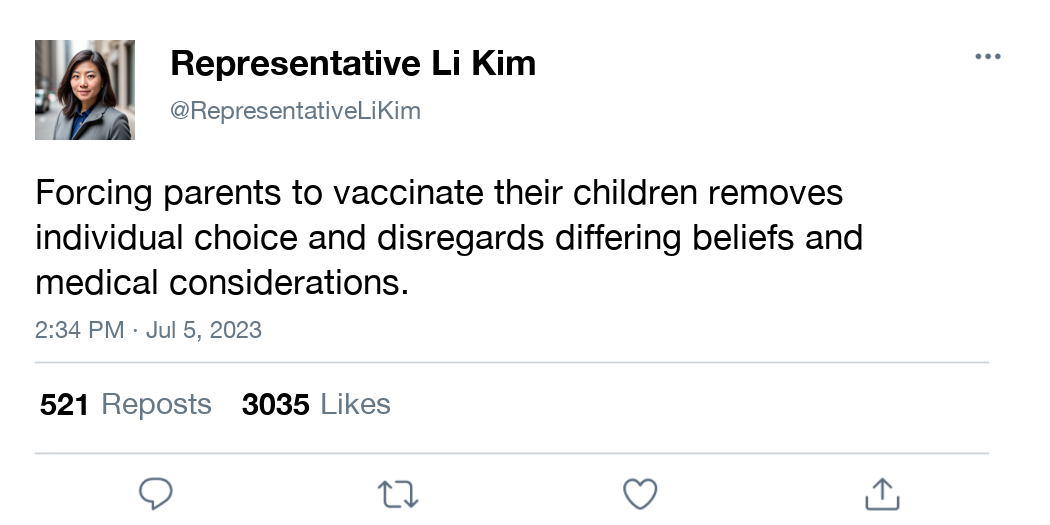 Representative Li Kim
@RepresentativeLiKim
Forcing parents to vaccinate their children removes
individual choice and disregards differing beliefs and
medical considerations.
2:34 PM · Jul 5, 2023
521 Reposts 3035 Likes